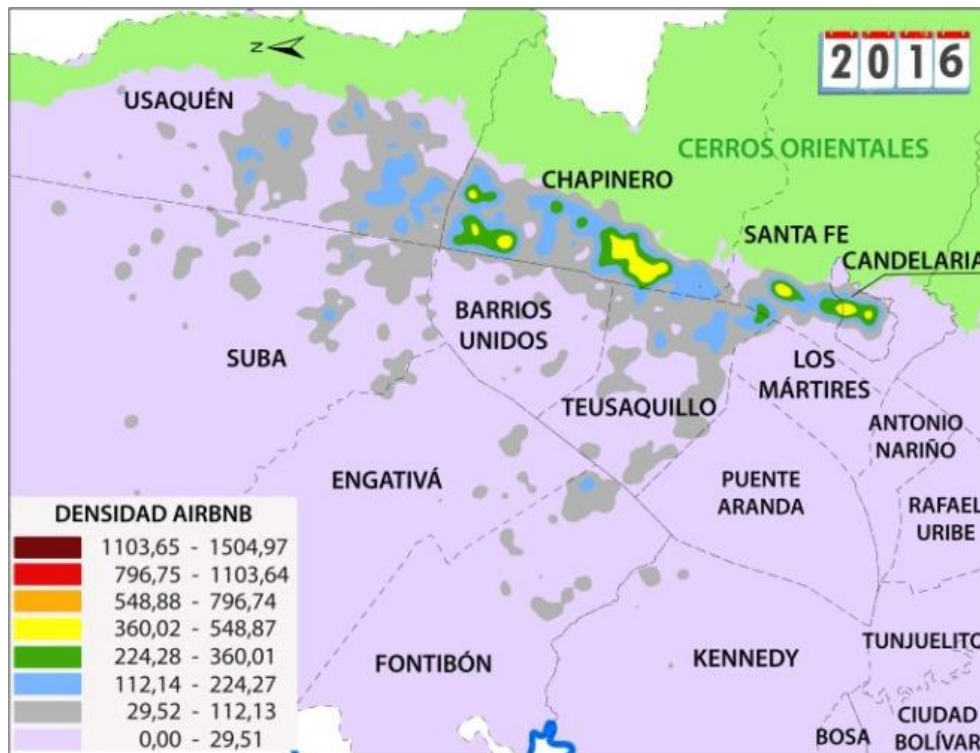 N
2016
USAQUÉN
CERROS ORIENTALES
CHAPINERO
SANTA FE
CANDELARIA
BARRIOS
UNIDOS
SUBA
LOS
MÁRTIRES
TEUSAQUILLO
ANTONIO
NARIÑO
ENGATIVÁ
PUENTE
ARANDA
RAFAEL
URIBE
DENSIDAD AIRBNB
1103,65 - 1504,97
796,75 - 1103,64
548,88 - 796,74
360,02 - 548,87
224,28 - 360,01
112,14 - 224,27
29,52 - 112,13
0,00 - 29,51
FONTIBÓN
KENNEDY
TUNJUELITO
BOSA
CIUDAD
BOLÍVAR